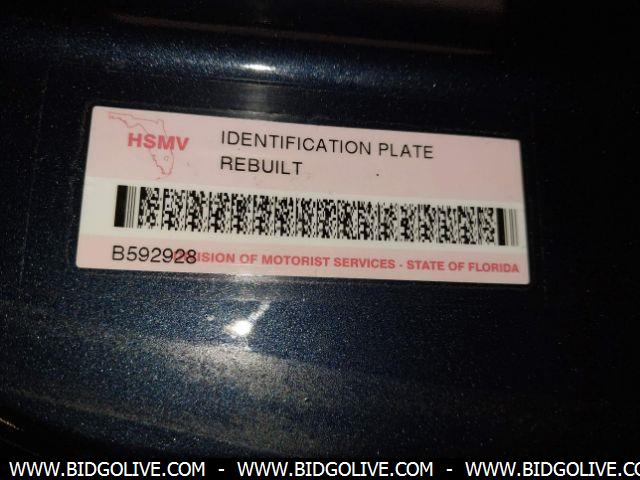 HSMV
IDENTIFICATION PLATE
REBUILT
B592928
DIVISION OF MOTORIST SERVICES - STATE OF FLORIDA
WWW.BIDGOLIVE.COM - WWW.BIDGOLIVE.COM - WWW.BIDGOLIVE.COM